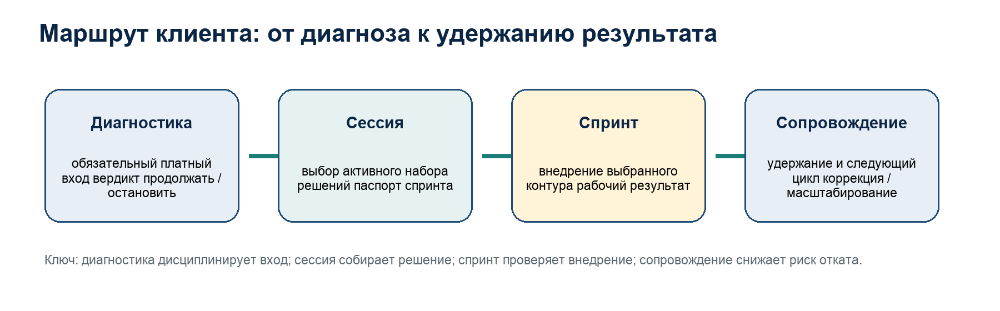 Маршрут клиента: от диагноза к удержанию результата
Диагностика
обязательный платный
вход вердикт продолжать /
остановить
Сессия
выбор активного набора
решений паспорт спринта
Спринт
внедрение выбранного
контура рабочий результат
Сопровождение
удержание и следующий
цикл коррекция /
масштабирование
Ключ: диагностика дисциплинирует вход; сессия собирает решение; спринт проверяет внедрение; сопровождение снижает риск отката.